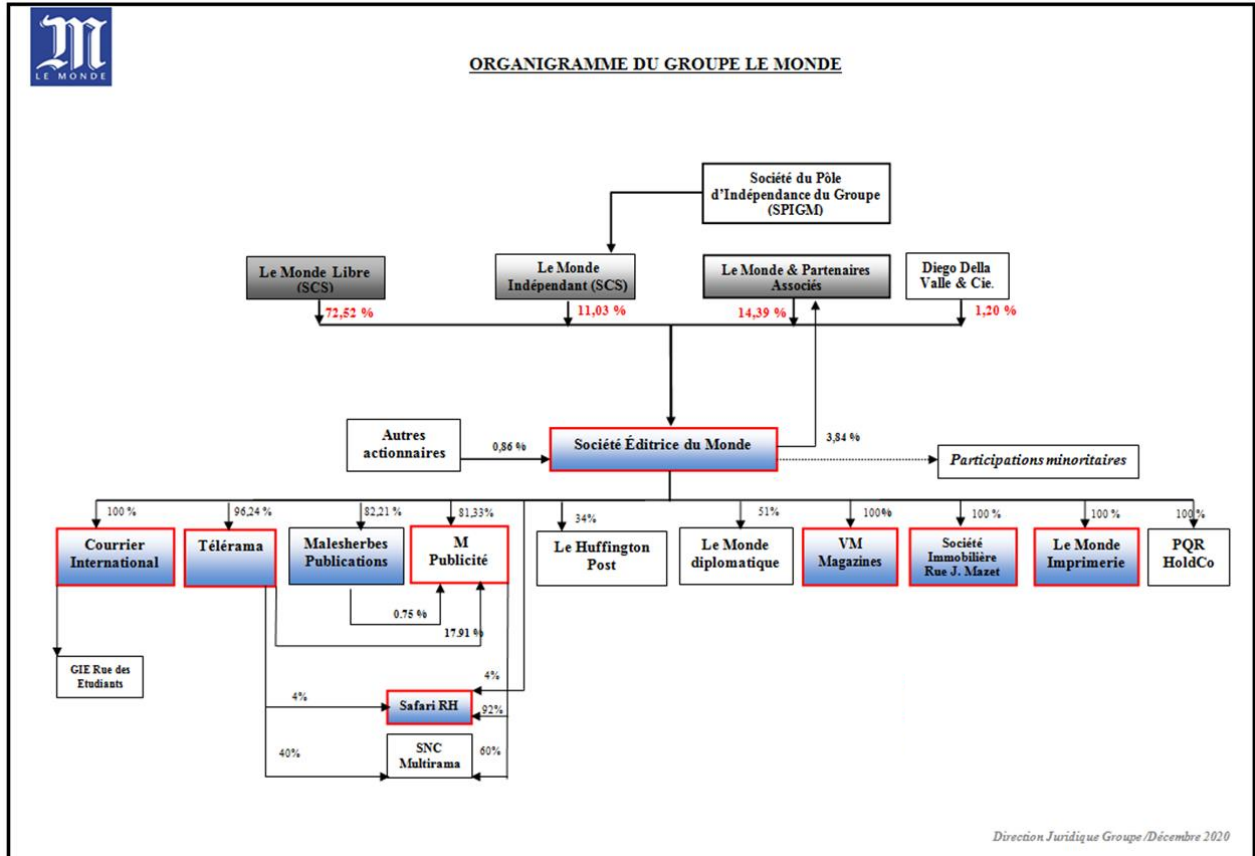 M
LE MONDE
ORGANIGRAMME DU GROUPE LE MONDE
Société du Pôle
d'Indépendance du Groupe
(SPIGM)
Le Monde Libre
(SCS)
Le Monde
Indépendant (SCS)
Le Monde & Partenaires
Associés
Diego Della
Valle & Cie.
72,52 %
11,03 %
14,39 %
1,20 %
Autres
actionnaires
0,86 %
Société Éditrice du Monde
3,84 %
Participations minoritaires
100 %
96,24 %
82,21 %
81,33%
34%
51%
100%
100 %
100 %
100 %
Courrier
International
Télérama
Malesherbes
Publications
M
Publicité
Le Huffington
Post
Le Monde
diplomatique
VM
Magazines
Société
Immobilière
Rue J. Mazet
Le Monde
Imprimerie
PQR
HoldCo
0.75 %
17.91 %
GIE Rue des
Etudiants
4%
4%
Safari RH
92%
40%
SNC
Multirama
60%
Direction Juridique Groupe /Décembre 2020